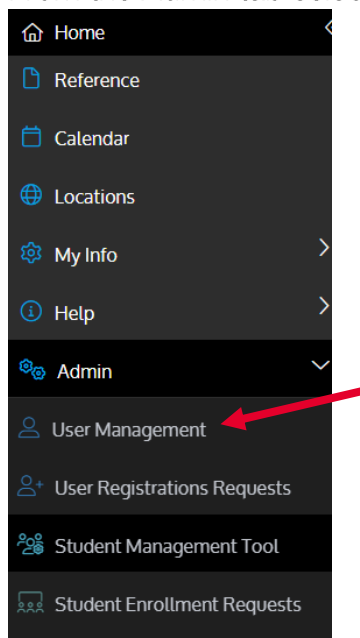 Home
Reference
Calendar
Locations
My Info
Help
Admin
User Management
User Registrations Requests
Student Management Tool
Student Enrollment Requests